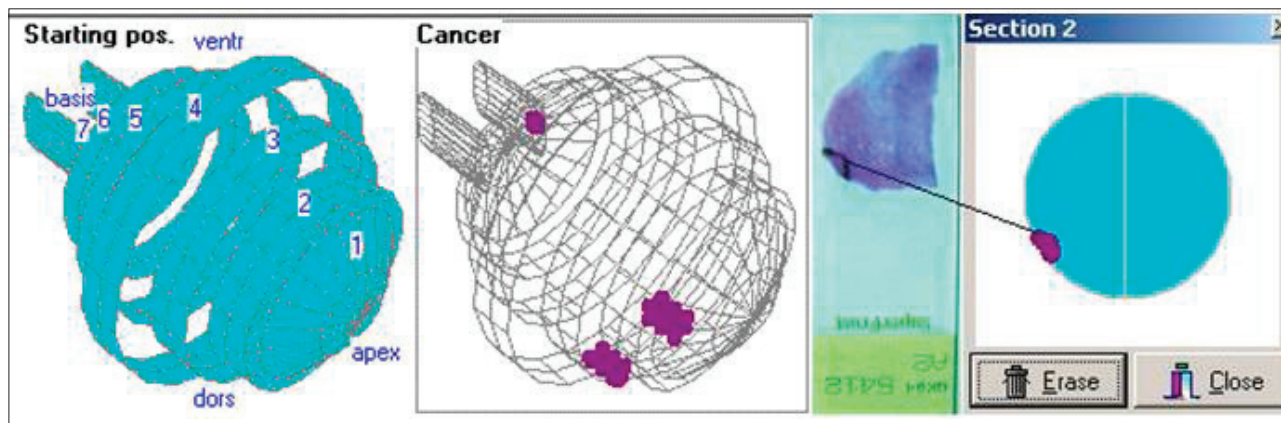 Starting pos.
ventr
basis
7
6
5
4
3
2
1
apex
dors
Cancer
Section 2
Erase
Close